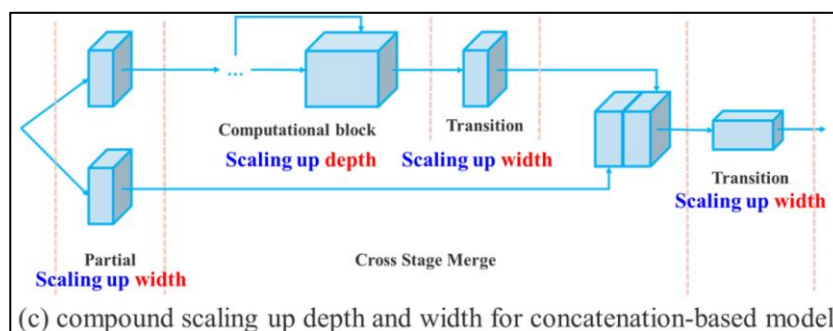 ...
Computational block
Scaling up depth
Transition
Scaling up width
Transition
Scaling up width
Partial
Scaling up width
Cross Stage Merge
(c) compound scaling up depth and width for concatenation-based model